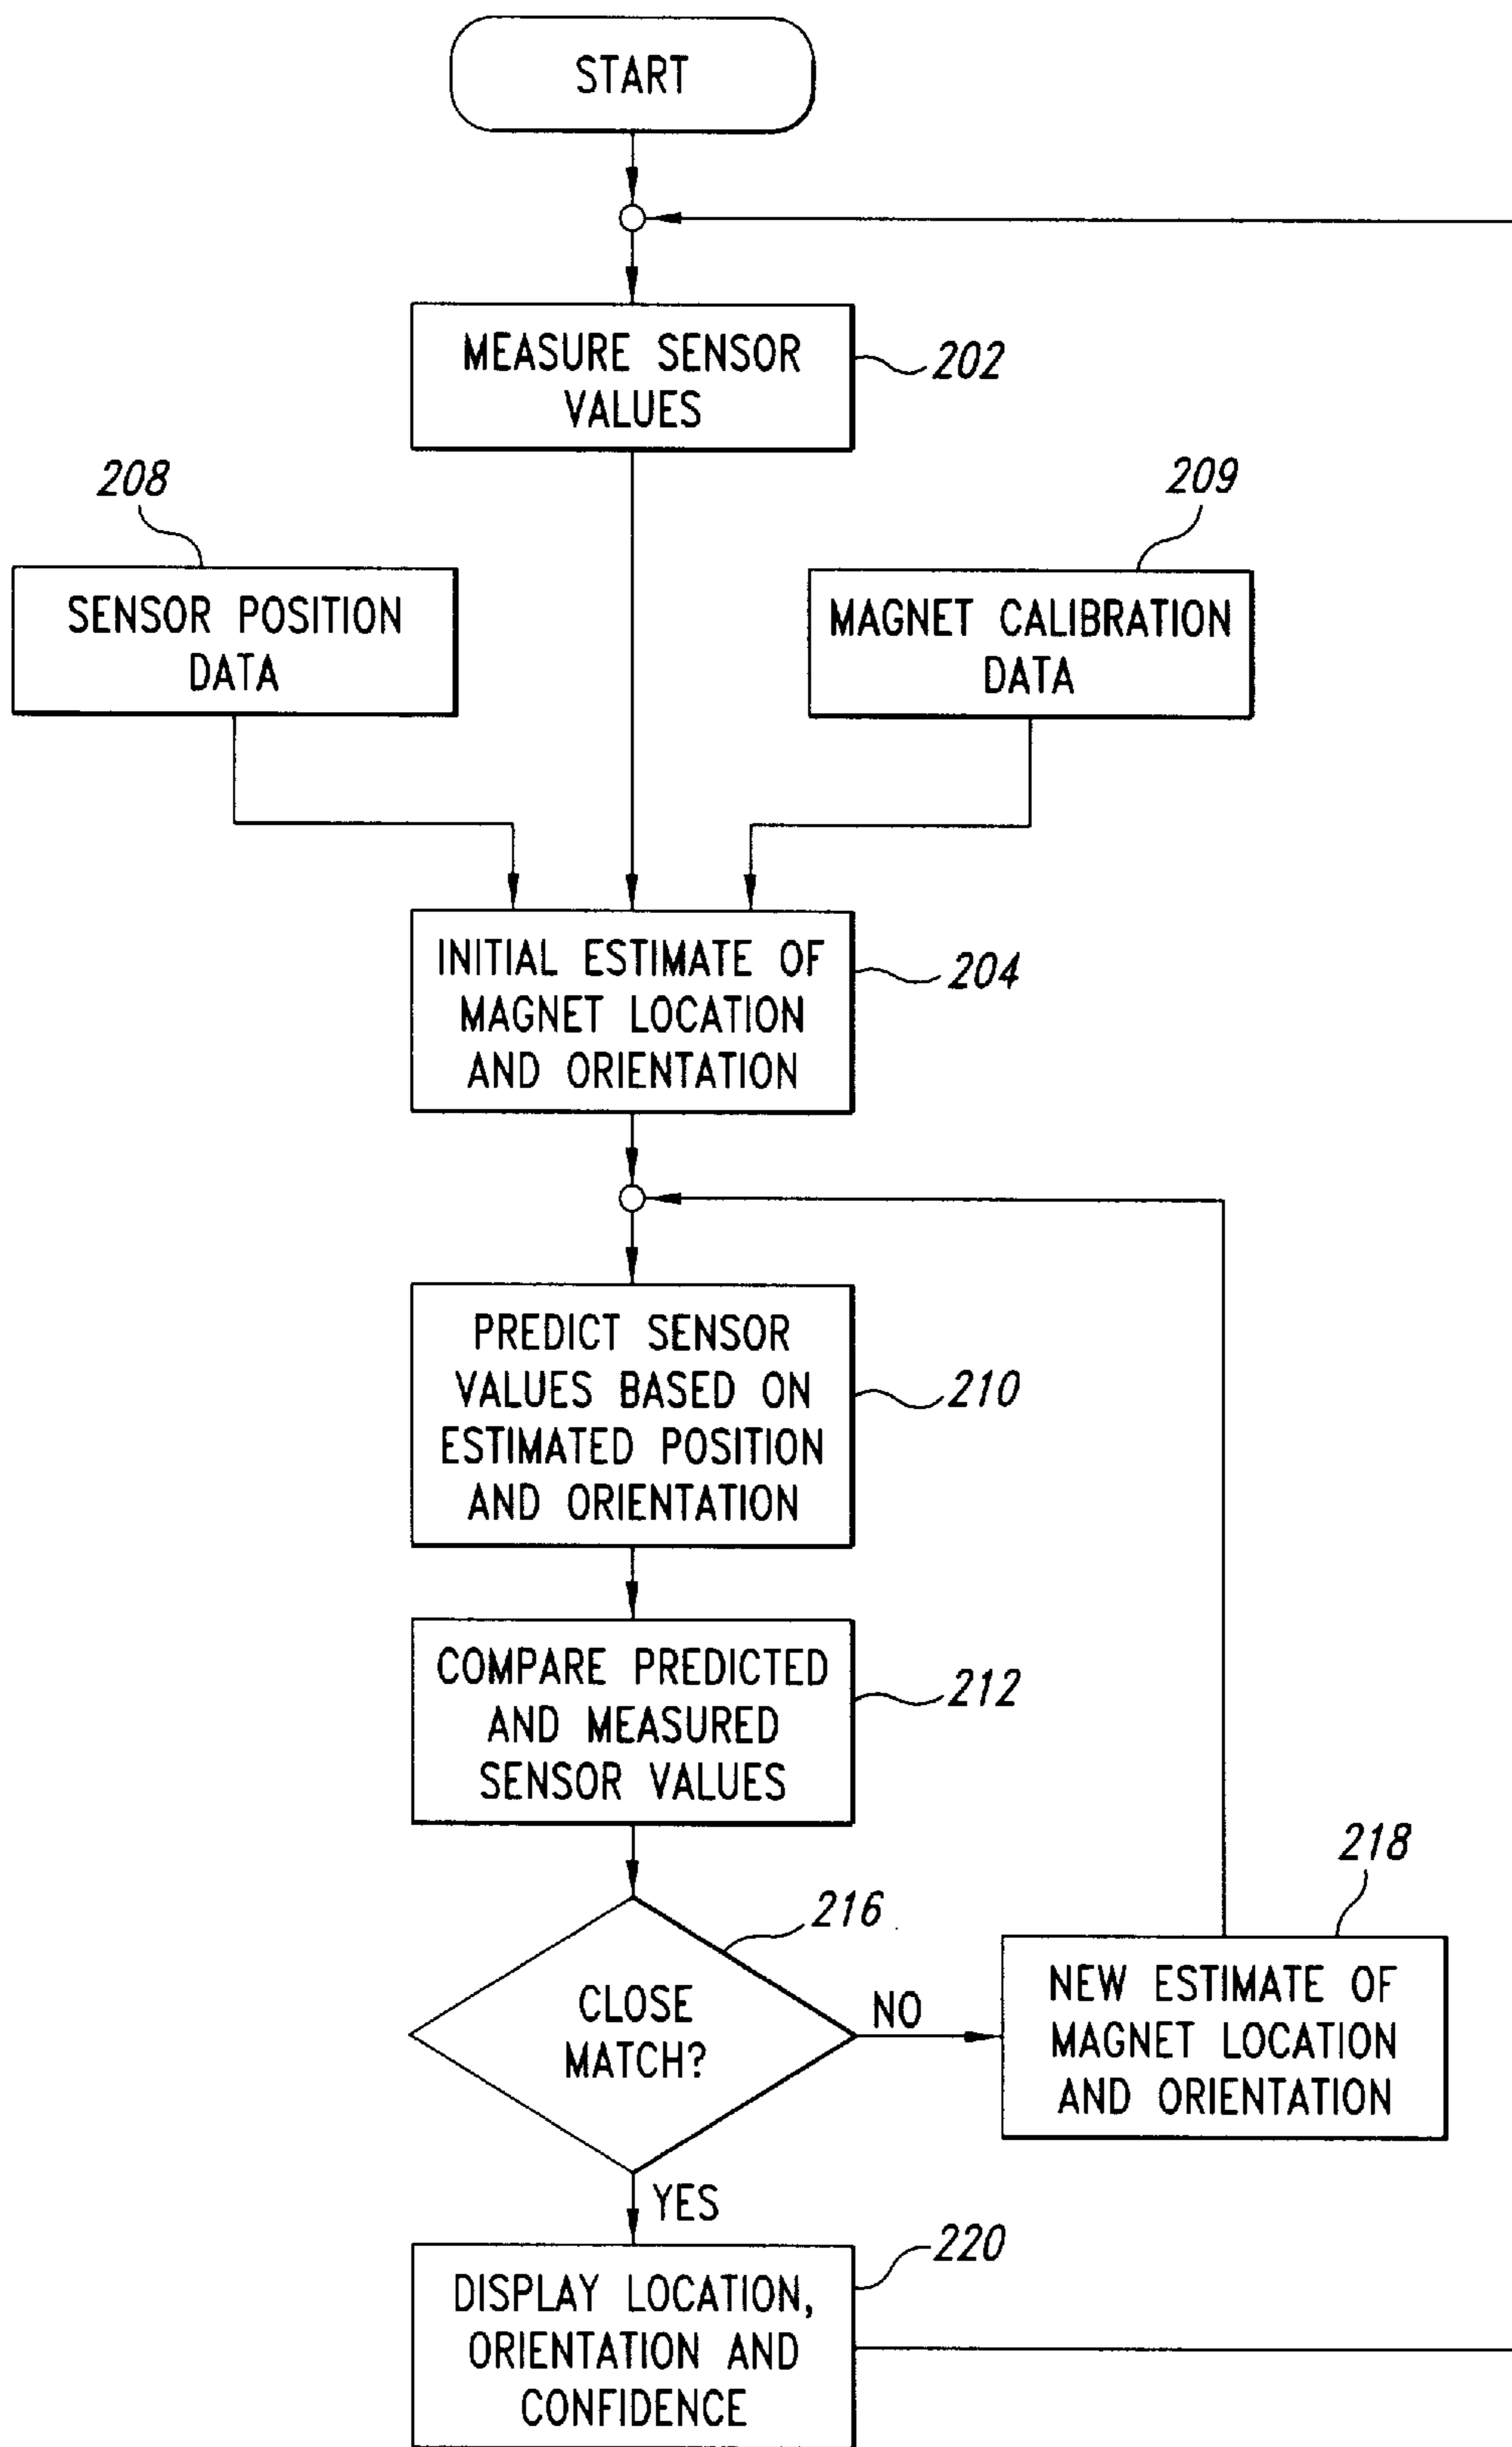 START
MEASURE SENSOR
VALUES
202
208
209
SENSOR POSITION
DATA
MAGNET CALIBRATION
DATA
INITIAL ESTIMATE OF
MAGNET LOCATION
AND ORIENTATION
204
PREDICT SENSOR
VALUES BASED ON
ESTIMATED POSITION
AND ORIENTATION
210
COMPARE PREDICTED
AND MEASURED
SENSOR VALUES
212
216
218
CLOSE
MATCH?
NO
NEW ESTIMATE OF
MAGNET LOCATION
AND ORIENTATION
YES
220
DISPLAY LOCATION,
ORIENTATION AND
CONFIDENCE